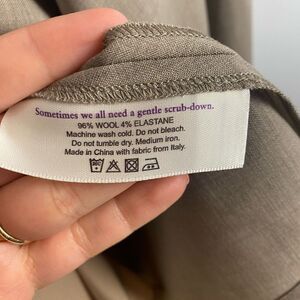 Sometimes we all need a gentle scrub-down.
96% WOOL 4% ELASTANE
Machine wash cold. Do not bleach.
Do not tumble dry. Medium iron.
Made in China with fabric from Italy.